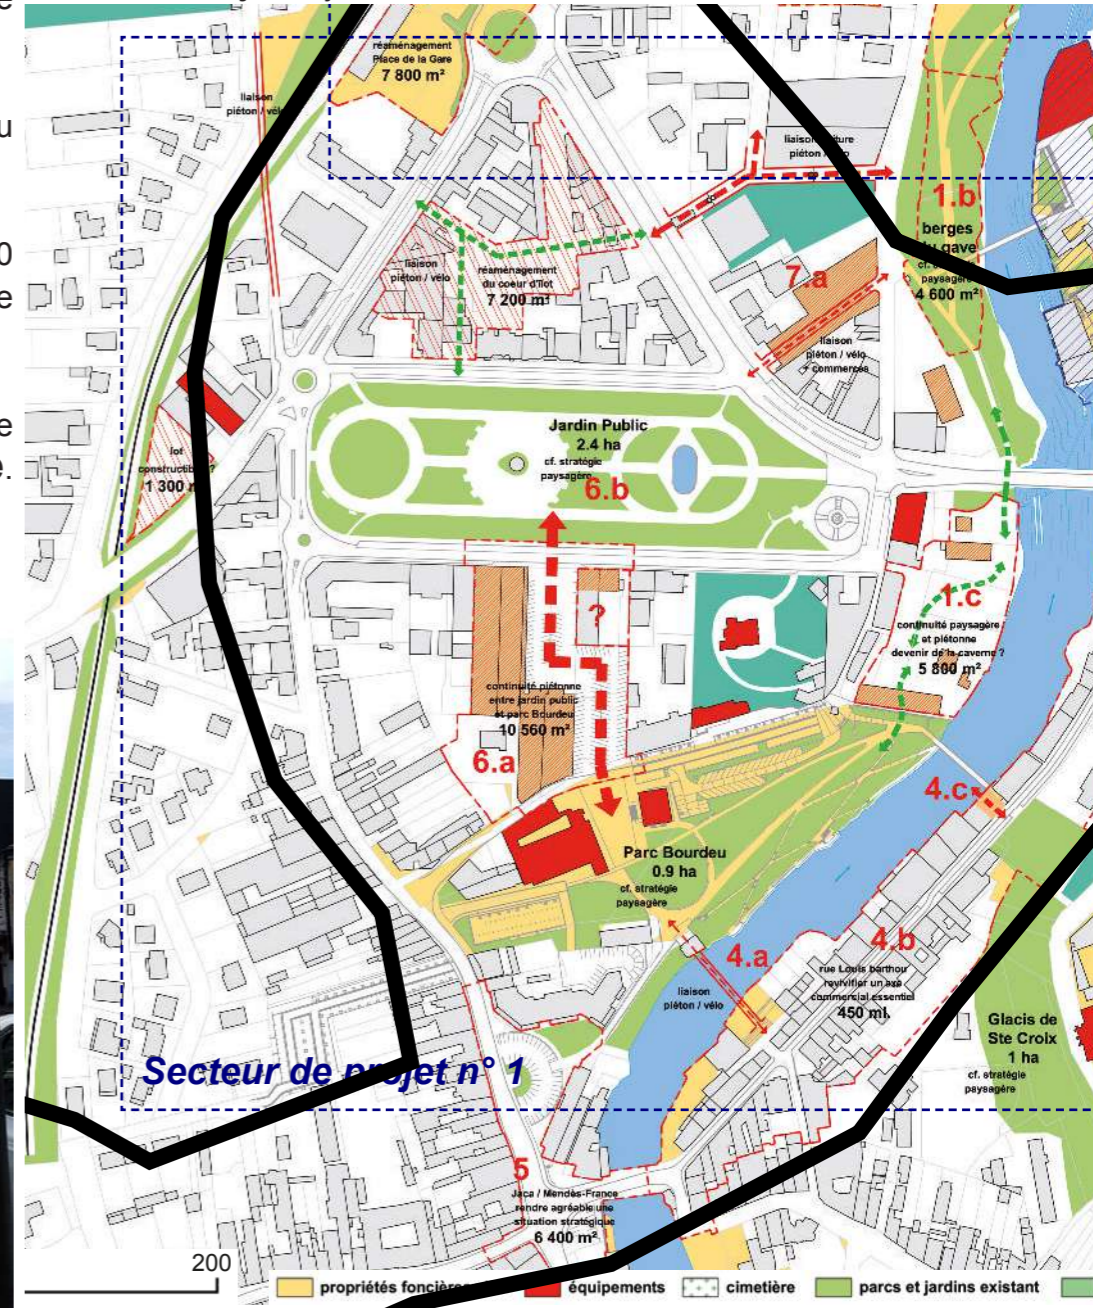 e
u
0
e
e
e.
réaménagement
Place de la Gare
7 800 m²
liaison
piéton / vélo
liaison
piéton
1.b
berges
gave
paysagère
4 600 m²
liaison
piéton / vélo
réaménagement
du coeur d'îlot
7 200 m²
7.a
liaison
piéton / vélo
+ commerces
lot
constructible ?
1 300
Jardin Public
2.4 ha
cf. stratégie
paysagère
6.b
?
1.c
continuité paysagère
et piétonne
devenir de la caverne ?
5 800 m²
continuité piétonne
entre jardin public
et parc Bourdeu
10 560 m²
6.a
4.c
Parc Bourdeu
0.9 ha
cf. stratégie
paysagère
4.a
liaison
piéton / vélo
4.b
rue Louis barthou
revivifier un axe
commercial essentiel
450 ml.
Glacis de
Ste Croix
1 ha
cf. stratégie
paysagère
Secteur de projet n° 1
5
Jaca / Mendès-France
rendre agréable une
situation stratégique
6 400 m²
200
propriétés foncières
équipements
cimetière
parcs et jardins existant